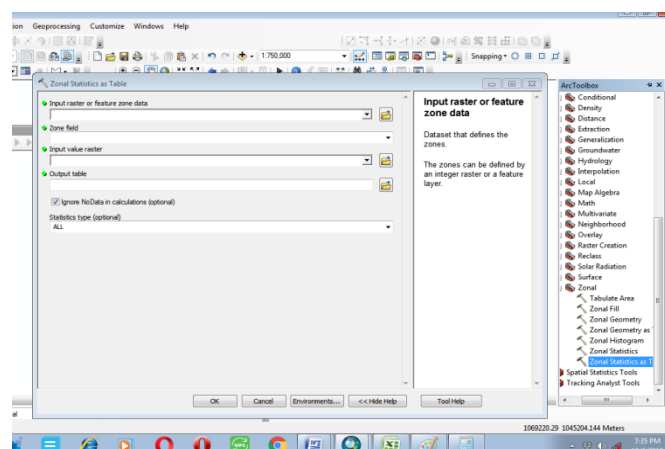 ion Geoprocessing Customize Windows Help
1:750,000
Snapping
Zonal Statistics as Table
Input raster or feature zone data
Zone field
Input value raster
Output table
Ignore NoData in calculations (optional)
Statistics type (optional)
ALL
OK
Cancel
Environments...
<< Hide Help
Tool Help
Input raster or feature
zone data
Dataset that defines the
zones.
The zones can be defined by
an integer raster or a feature
layer.
ArcToolbox
Conditional
Density
Distance
Extraction
Generalization
Groundwater
Hydrology
Interpolation
Local
Map Algebra
Math
Multivariate
Neighborhood
Overlay
Raster Creation
Reclass
Solar Radiation
Surface
Zonal
Tabulate Area
Zonal Fill
Zonal Geometry
Zonal Geometry as
Zonal Histogram
Zonal Statistics
Zonal Statistics as T
Spatial Statistics Tools
Tracking Analyst Tools
1069220.29 1045204.144 Meters
7:35 PM